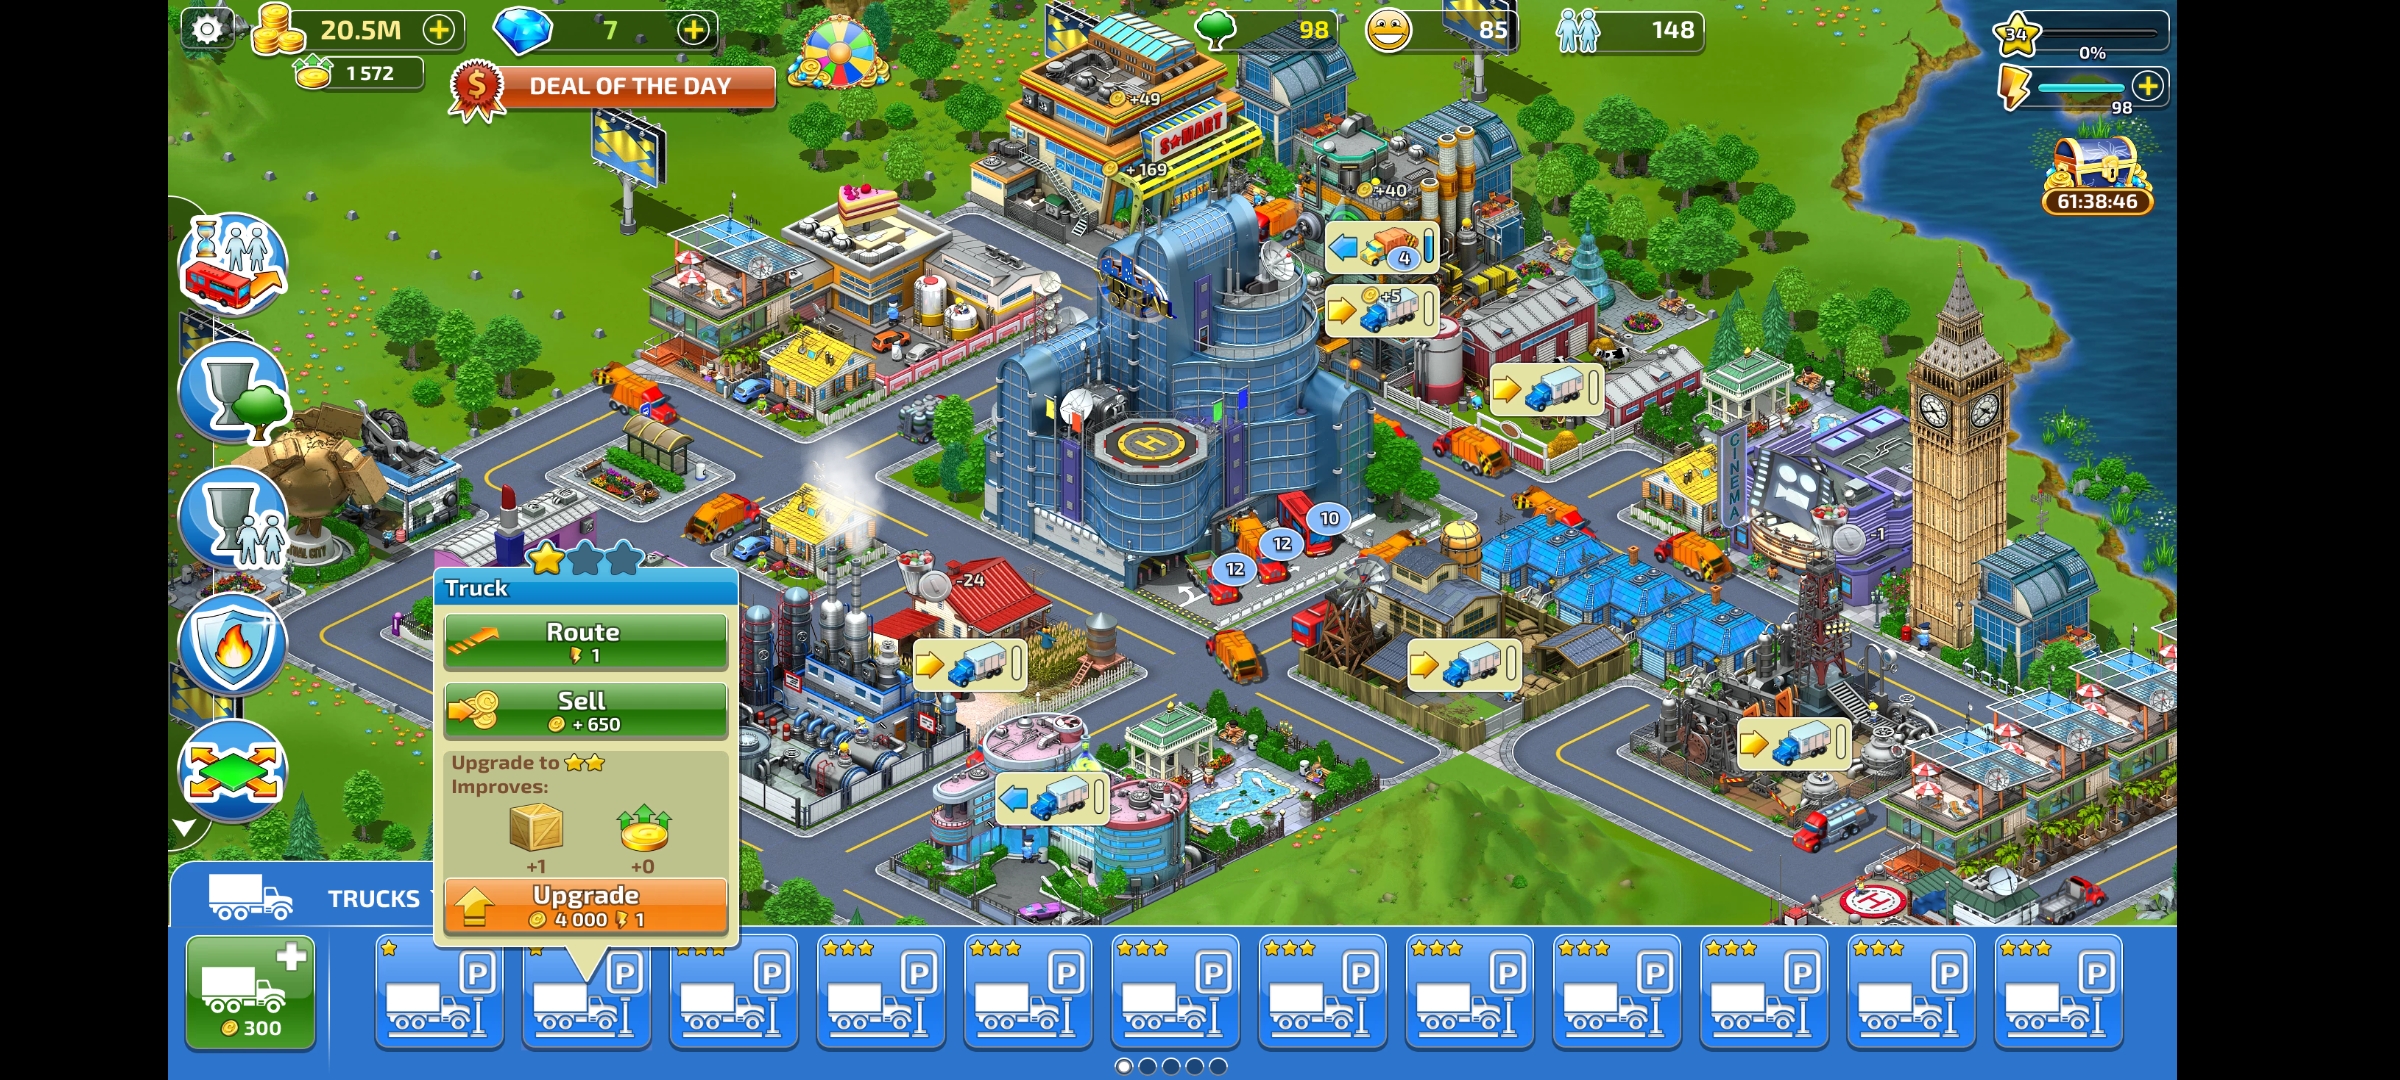 20.5M
7
98
85
148
34
0%
1 572
DEAL OF THE DAY
98
61:38:46
+49
S★MART
+169
+40
4
+5
CINEMA
H
10
12
12
-1
-24
Truck
Route
1
Sell
+ 650
Upgrade to
Improves:
+1
+0
Upgrade
4 000 1
H
TRUCKS
300
P
P
P
P
P
P
P
P
P
P
P
P